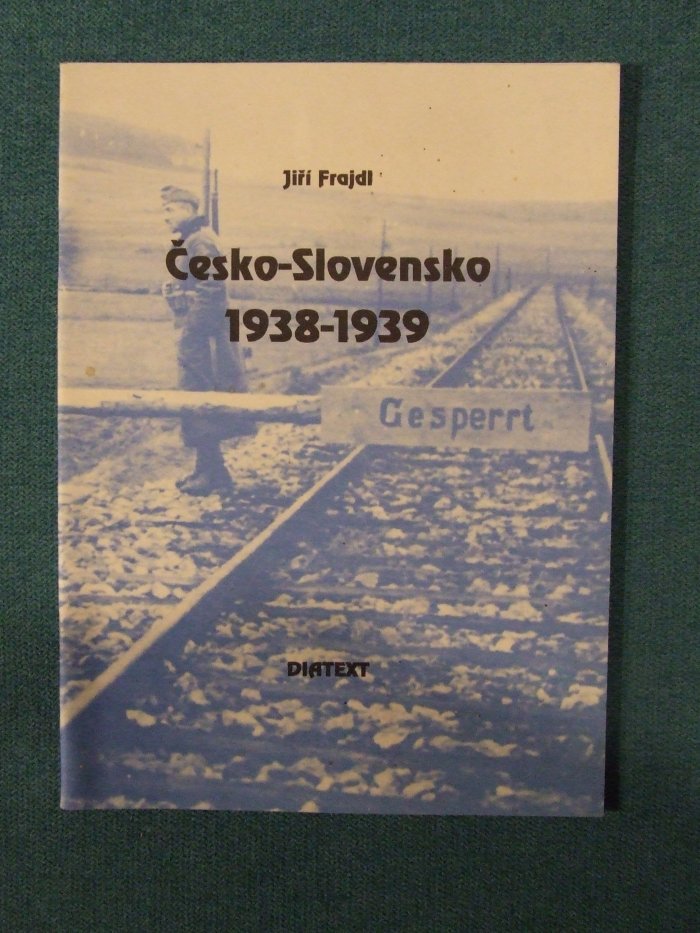 Jiří Frajdl
Česko-Slovensko
1938-1939
Gesperrt
DIATEXT